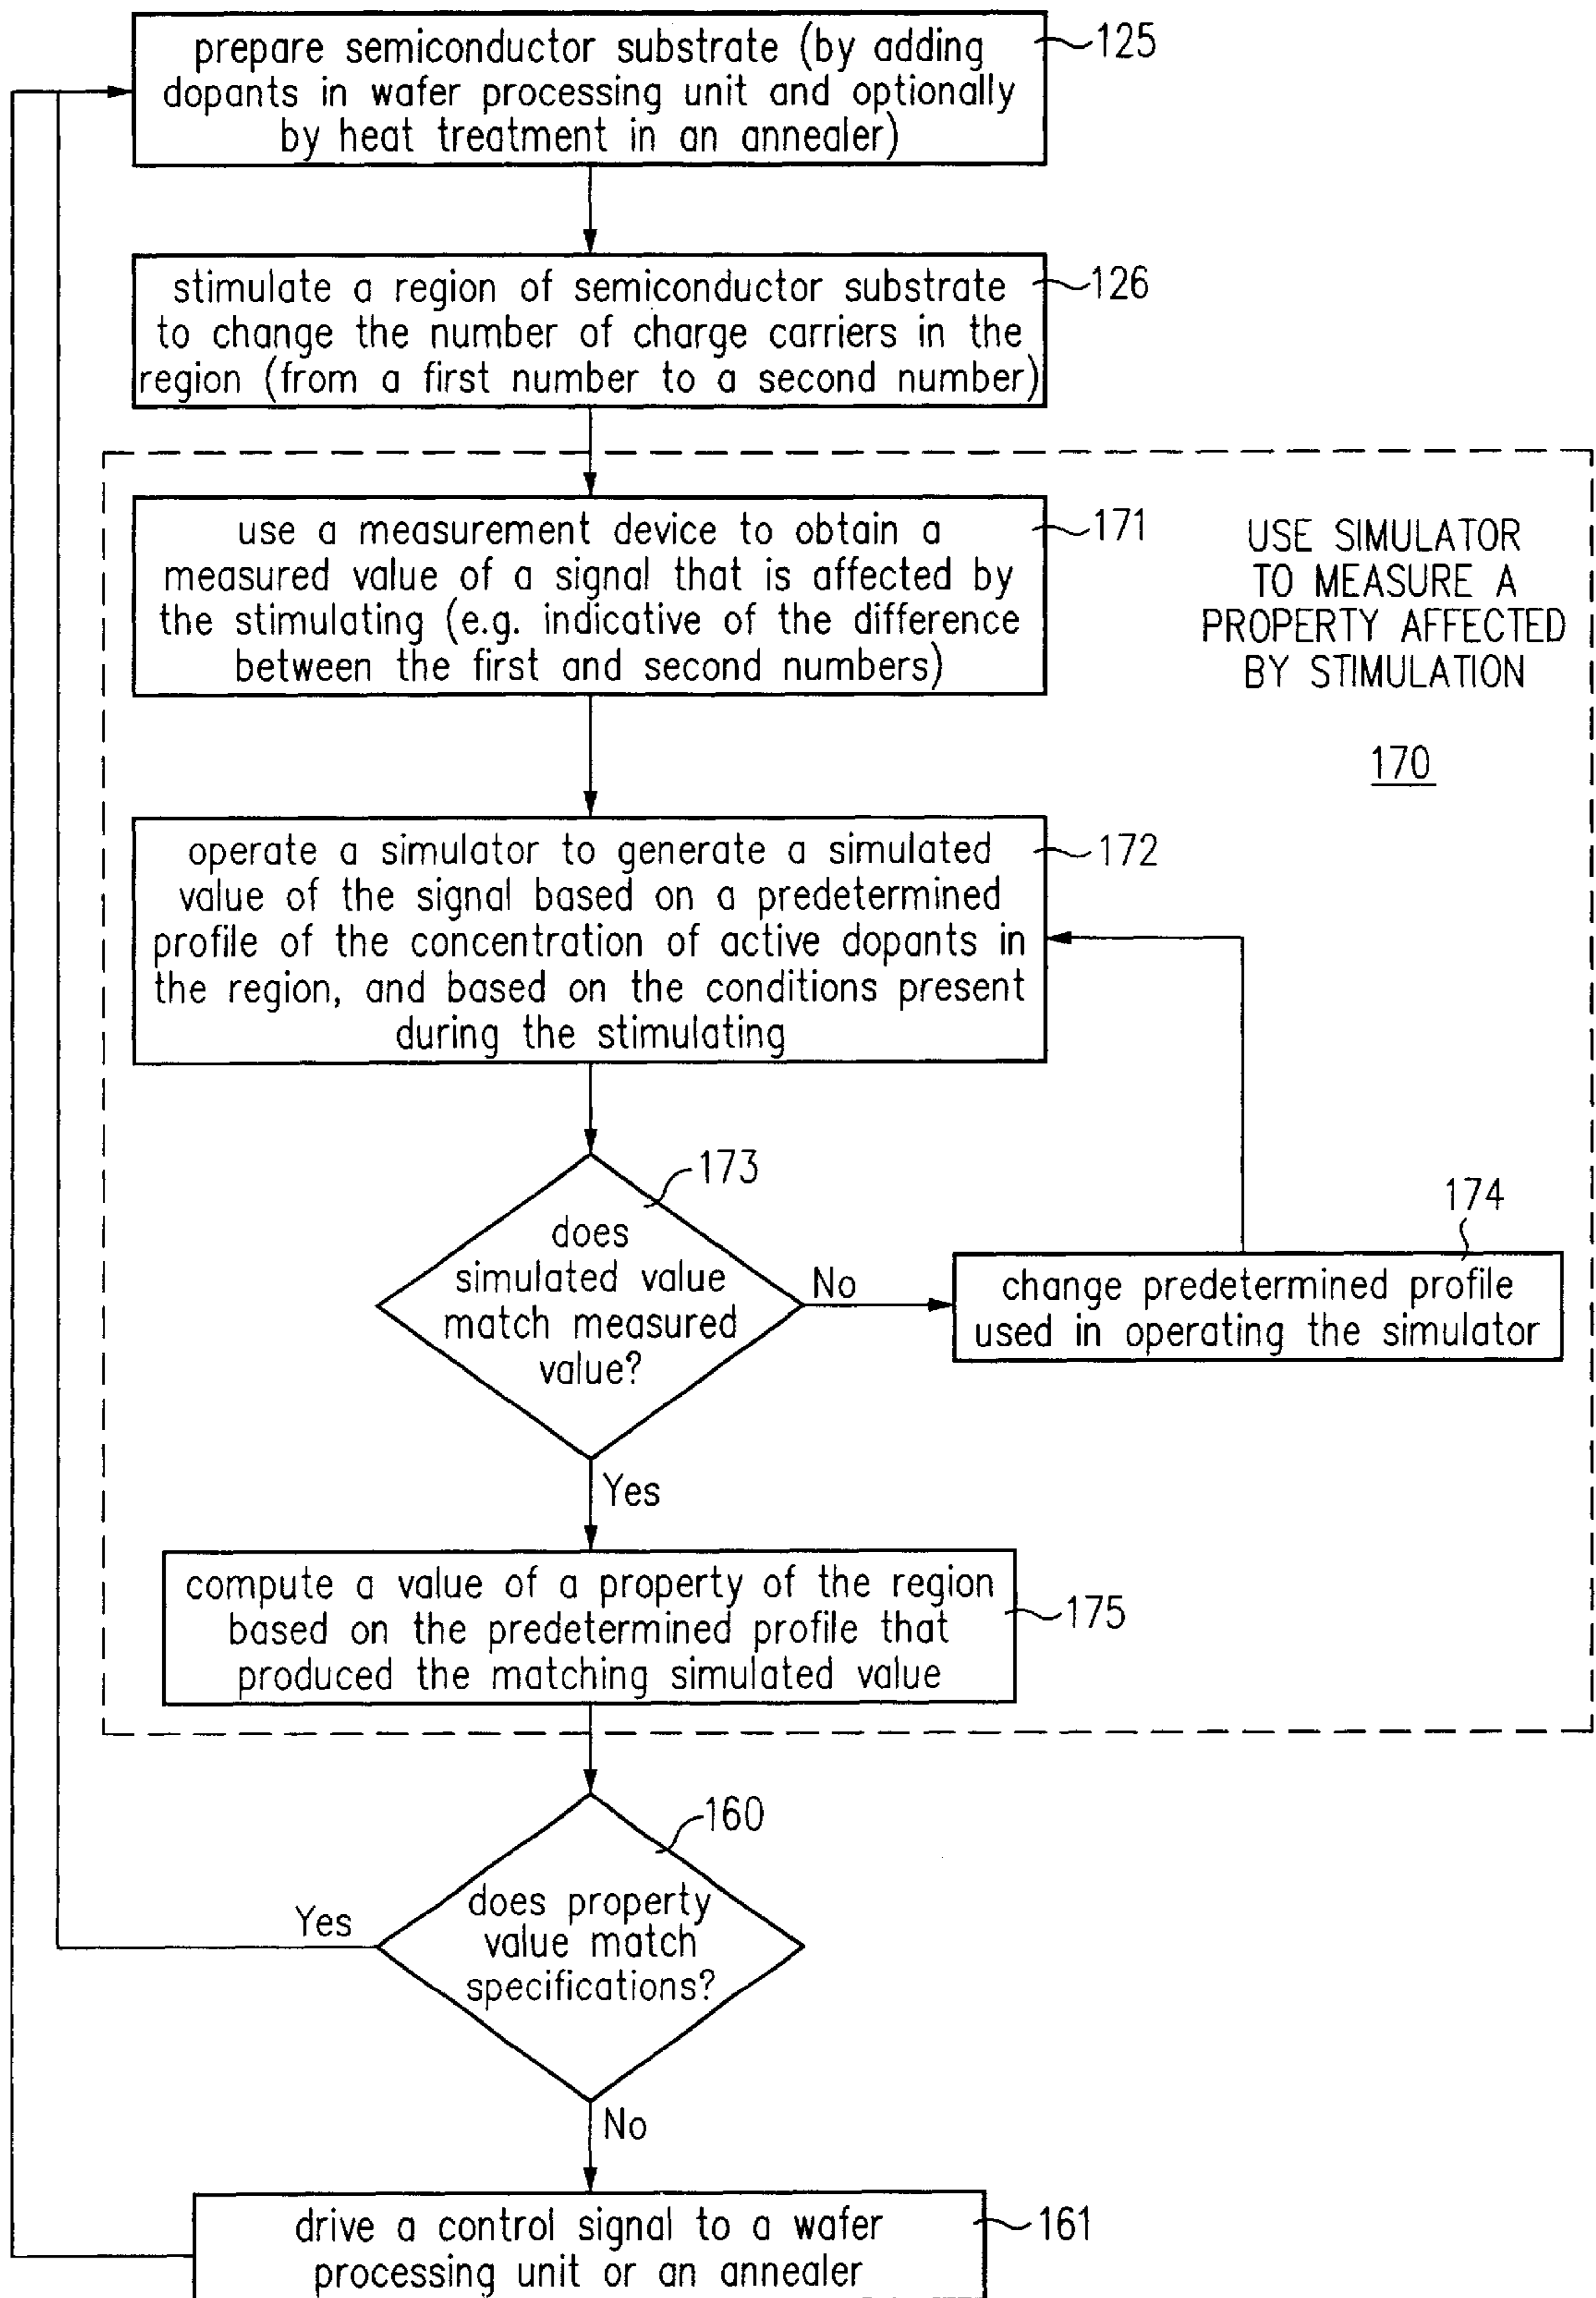 prepare semiconductor substrate (by adding
dopants in wafer processing unit and optionally
by heat treatment in an annealer)
125
stimulate a region of semiconductor substrate
to change the number of charge carriers in the
region (from a first number to a second number)
126
use a measurement device to obtain a
measured value of a signal that is affected by
the stimulating (e.g. indicative of the difference
between the first and second numbers)
171
USE SIMULATOR
TO MEASURE A
PROPERTY AFFECTED
BY STIMULATION
170
operate a simulator to generate a simulated
value of the signal based on a predetermined
profile of the concentration of active dopants in
the region, and based on the conditions present
during the stimulating
172
173
does
simulated value
match measured
value?
No
174
change predetermined profile
used in operating the simulator
Yes
compute a value of a property of the region
based on the predetermined profile that
produced the matching simulated value
175
160
does property
value match
specifications?
Yes
No
drive a control signal to a wafer
processing unit or an annealer
161